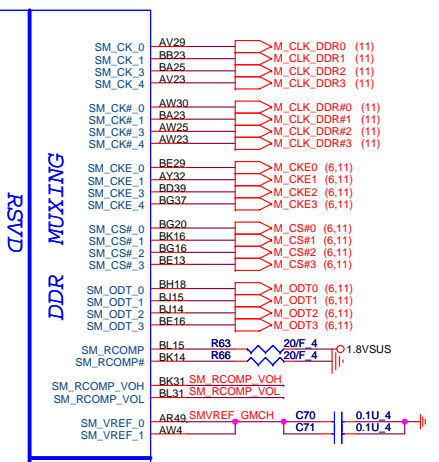 SM_CK_0 AV29 M_CLK_DDR0 (11)
SM_CK_1 BB23 M_CLK_DDR1 (11)
SM_CK_3 BA25 M_CLK_DDR2 (11)
SM_CK_4 AV23 M_CLK_DDR3 (11)
SM_CK#_0 AW30 M_CLK_DDR#0 (11)
SM_CK#_1 BA23 M_CLK_DDR#1 (11)
SM_CK#_3 AW25 M_CLK_DDR#2 (11)
SM_CK#_4 AW23 M_CLK_DDR#3 (11)
SM_CKE_0 BE29 M_CKE0 (6,11)
SM_CKE_1 AY32 M_CKE1 (6,11)
SM_CKE_3 BD39 M_CKE2 (6,11)
SM_CKE_4 BG37 M_CKE3 (6,11)
SM_CS#_0 BG20 M_CS#0 (6,11)
SM_CS#_1 BK16 M_CS#1 (6,11)
SM_CS#_2 BG16 M_CS#2 (6,11)
SM_CS#_3 BE13 M_CS#3 (6,11)
SM_ODT_0 BH18 M_ODT0 (6,11)
SM_ODT_1 BJ15 M_ODT1 (6,11)
SM_ODT_2 BJ14 M_ODT2 (6,11)
SM_ODT_3 BE16 M_ODT3 (6,11)
SM_RCOMP BL15 R63 20/F_4 1.8VSUS
SM_RCOMP# BK14 R66 20/F_4
SM_RCOMP_VOH BK31 SM_RCOMP_VOH
SM_RCOMP_VOL BL31 SM_RCOMP_VOL
SM_VREF_0 AR49 SMVREF_GMCH C70 0.1U_4
SM_VREF_1 AW4 C71 0.1U_4
RSVD
DDR MUXING